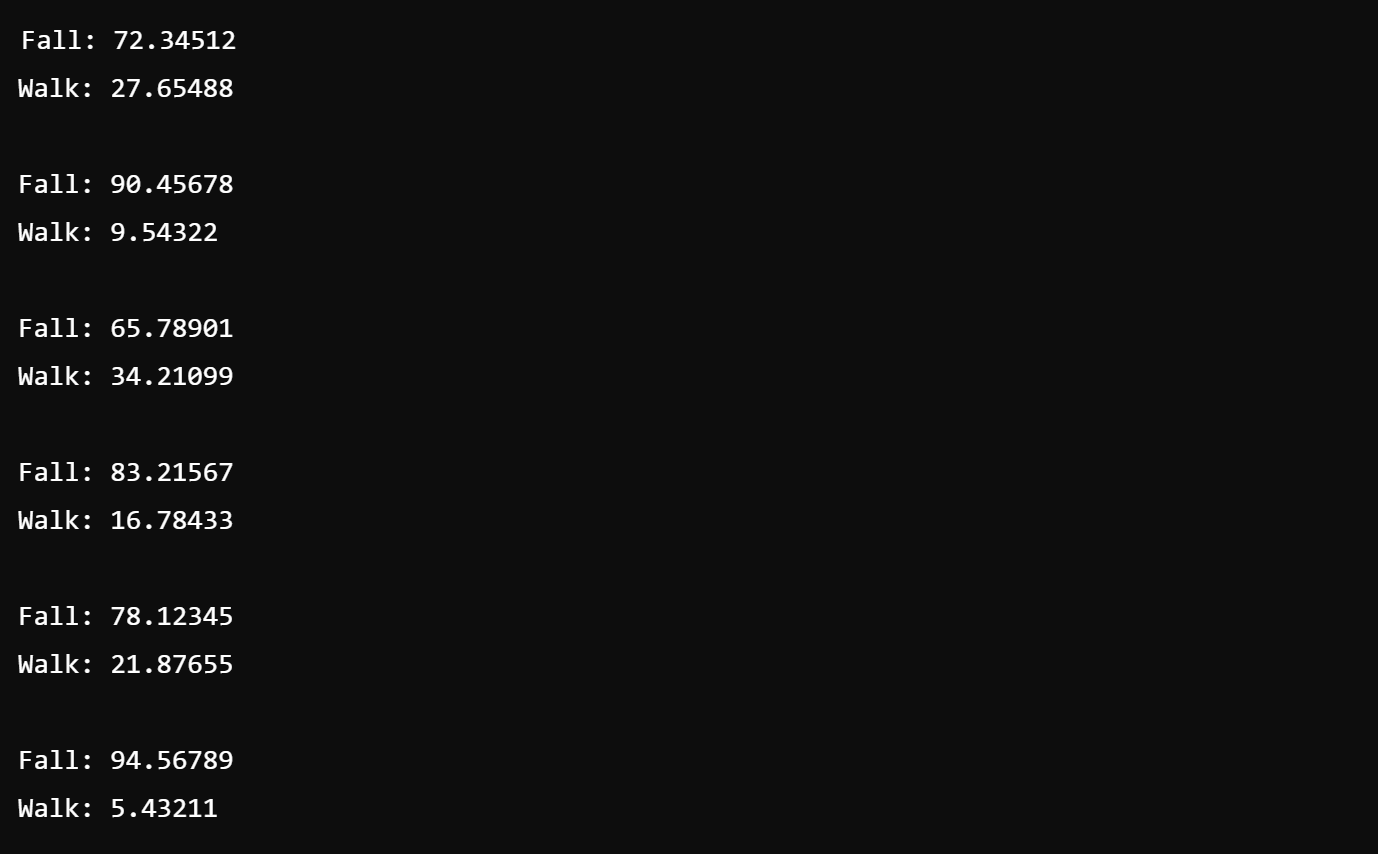 Fall: 72.34512
Walk: 27.65488
Fall: 90.45678
Walk: 9.54322
Fall: 65.78901
Walk: 34.21099
Fall: 83.21567
Walk: 16.78433
Fall: 78.12345
Walk: 21.87655
Fall: 94.56789
Walk: 5.43211